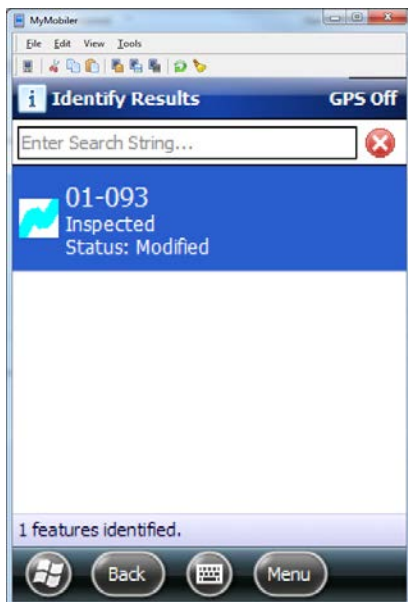 MyMobiler
File Edit View Tools
i Identify Results GPS Off
Enter Search String...
01-093
Inspected
Status: Modified
1 features identified.
Back Menu